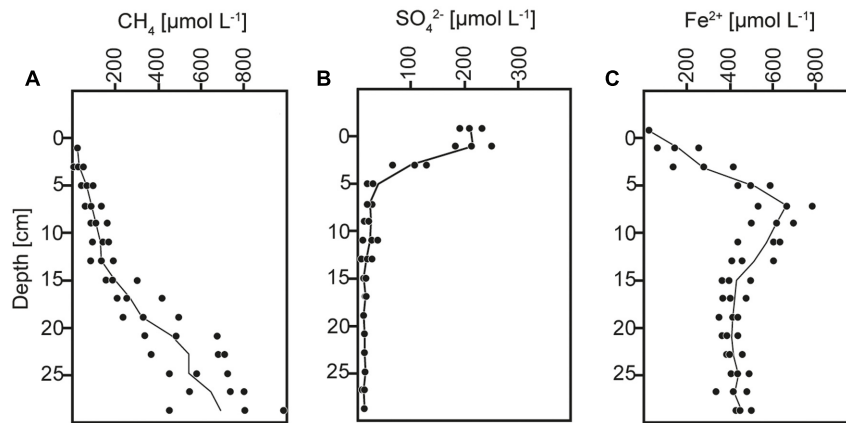 CH₄ [µmol L⁻¹] SO₄²⁻ [µmol L⁻¹] Fe²⁺ [µmol L⁻¹]
A 200 400 600 800 B 100 200 300 C 200 400 600 800
0 0 0
5 5 5
10 10 10
15 15 15
20 20 20
25 25 25
Depth [cm]